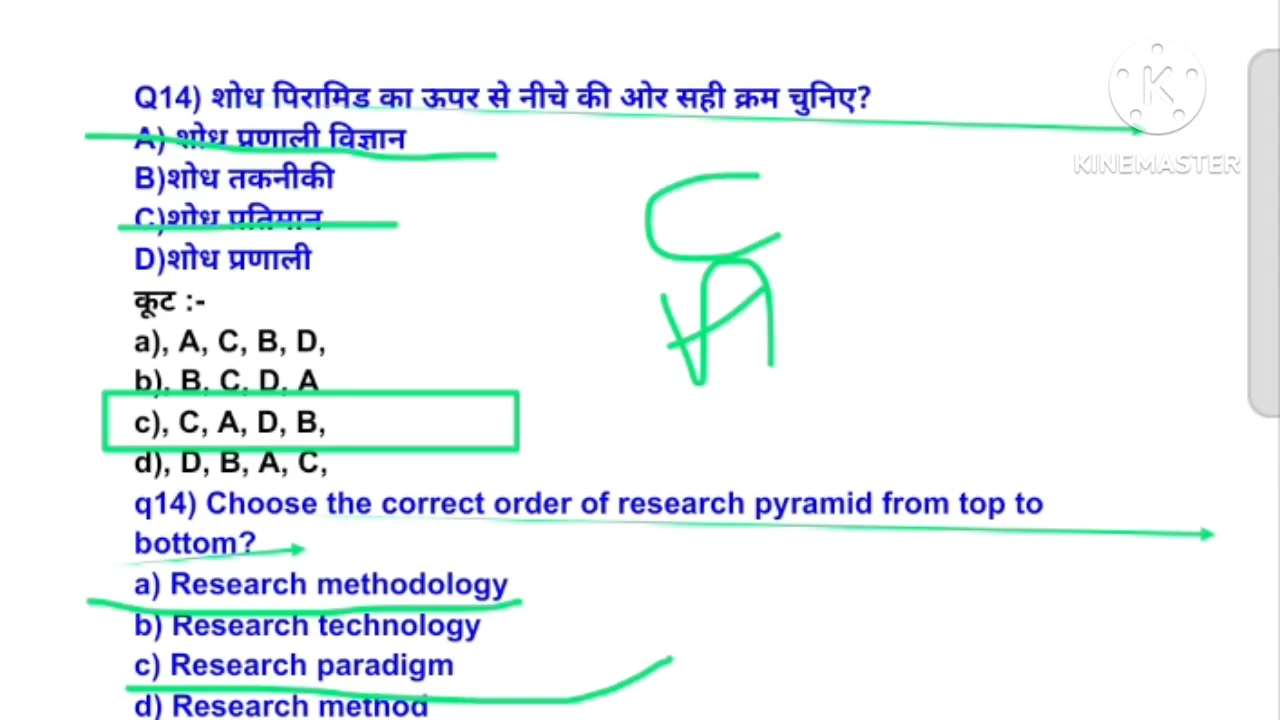 Q14) शोध पिरामिड का ऊपर से नीचे की ओर सही क्रम चुनिए?
KINEMASTER
A) शोध प्रणाली विज्ञान
B)शोध तकनीकी
C)शोध प्रतिमान
D)शोध प्रणाली
कूट :-
a), A, C, B, D,
b), B, C, D, A
c), C, A, D, B,
d), D, B, A, C,
q14) Choose the correct order of research pyramid from top to
bottom?
a) Research methodology
b) Research technology
c) Research paradigm
d) Research method